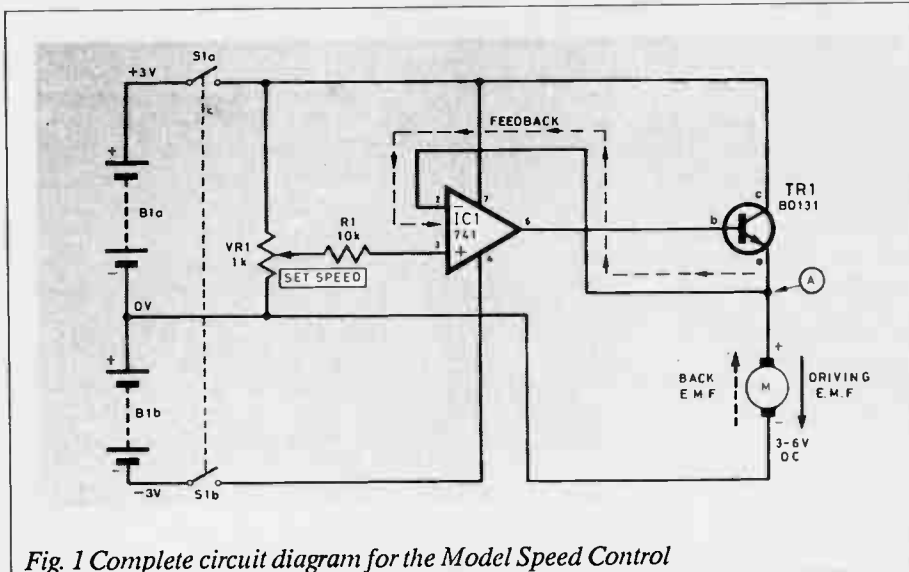 S1a
+3V
FEEDBACK
TR1
BD131
c
b
e
B1a
2
7
IC1
741
6
3
4
R1
10k
VR1
1k
SET SPEED
A
0V
B1b
BACK
E M F
M
DRIVING
E.M.F
3-6V
DC
-3V
S1b
Fig. 1 Complete circuit diagram for the Model Speed Control